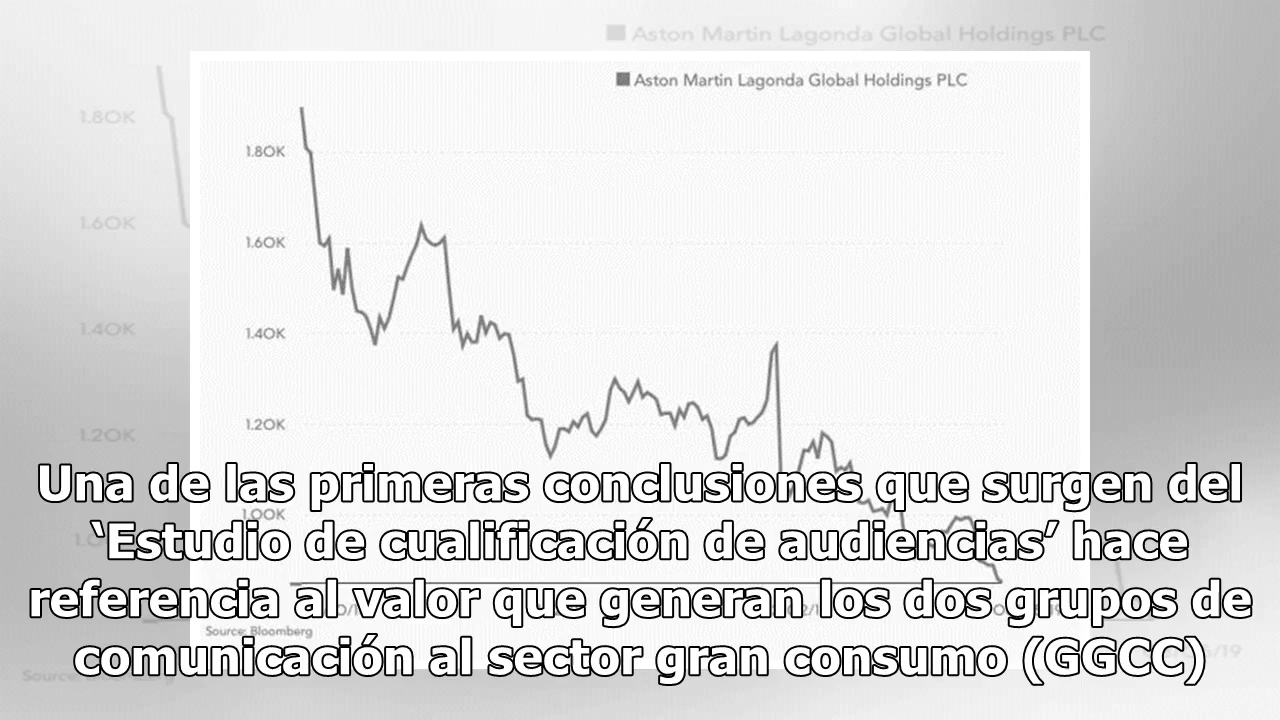 Aston Martin Lagonda Global Holdings PLC
Aston Martin Lagonda Global Holdings PLC
1.80K
1.80K
1.60K
1.60K
1.40K
1.40K
1.20K
1.20K
1.00K
Una de las primeras conclusiones que surgen del
‘Estudio de cualificación de audiencias’ hace
referencia al valor que generan los dos grupos de
comunicación al sector gran consumo (GGCC)
Source: Bloomberg